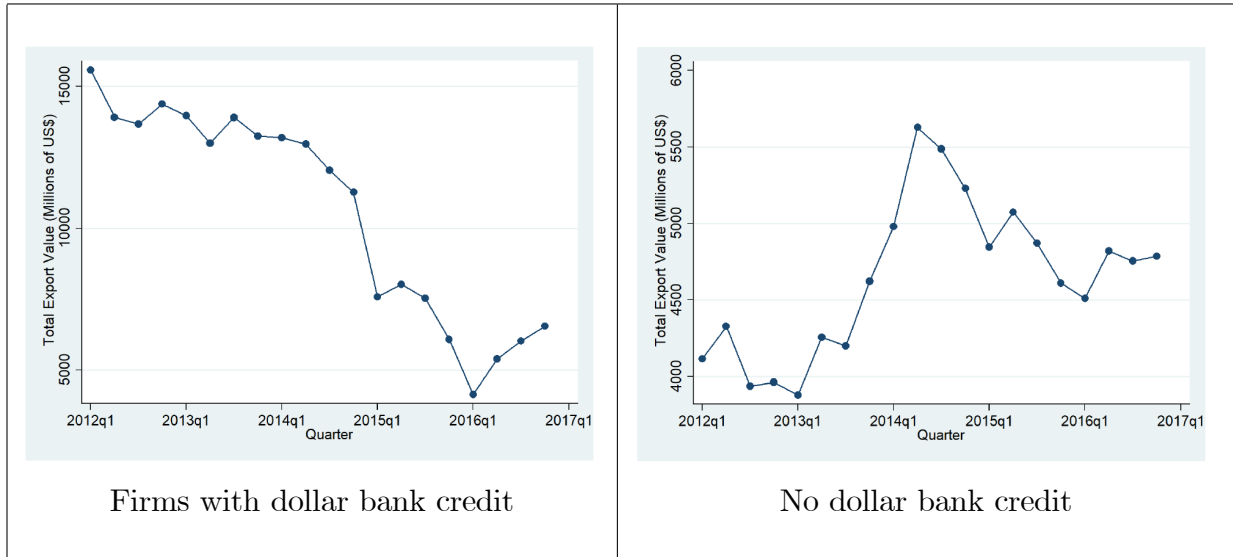 Total Export Value (Millions of US$)
15000
10000
5000
2012q1 2013q1 2014q1 2015q1 2016q1 2017q1
Quarter
Firms with dollar bank credit
Total Export Value (Millions of US$)
6000
5500
5000
4500
4000
2012q1 2013q1 2014q1 2015q1 2016q1 2017q1
Quarter
No dollar bank credit